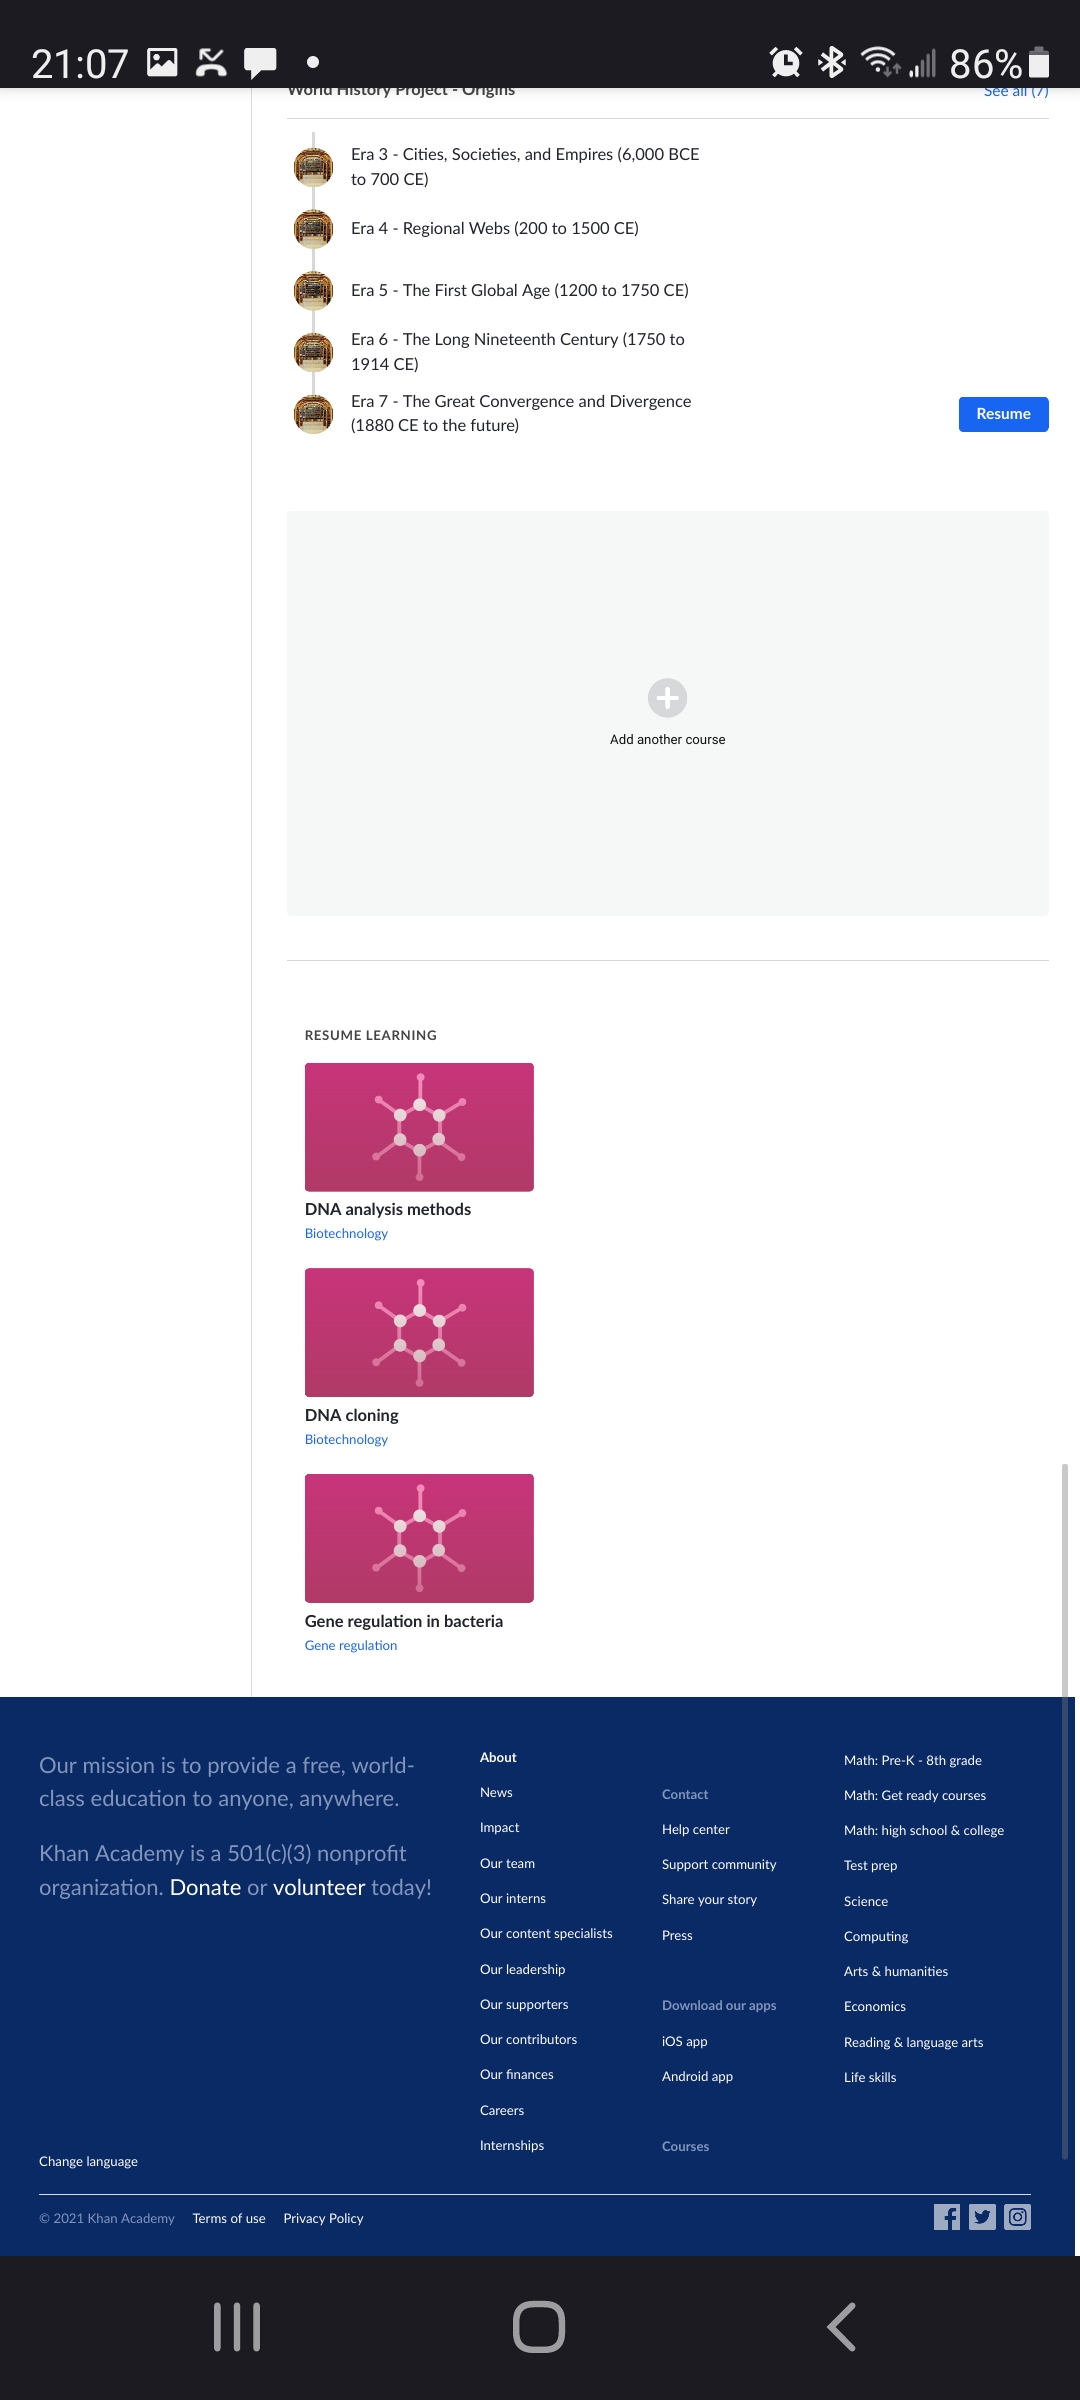 21:07
86%
World History Project - Origins
See all (7)
Era 3 - Cities, Societies, and Empires (6,000 BCE
to 700 CE)
Era 4 - Regional Webs (200 to 1500 CE)
Era 5 - The First Global Age (1200 to 1750 CE)
Era 6 - The Long Nineteenth Century (1750 to
1914 CE)
Era 7 - The Great Convergence and Divergence
(1880 CE to the future)
Resume
Add another course
RESUME LEARNING
DNA analysis methods
Biotechnology
DNA cloning
Biotechnology
Gene regulation in bacteria
Gene regulation
Our mission is to provide a free, world-
class education to anyone, anywhere.
Khan Academy is a 501(c)(3) nonprofit
organization. Donate or volunteer today!
Change language
About
News
Impact
Our team
Our interns
Our content specialists
Our leadership
Our supporters
Our contributors
Our finances
Careers
Internships
Contact
Help center
Support community
Share your story
Press
Download our apps
iOS app
Android app
Courses
Math: Pre-K - 8th grade
Math: Get ready courses
Math: high school & college
Test prep
Science
Computing
Arts & humanities
Economics
Reading & language arts
Life skills
© 2021 Khan Academy Terms of use Privacy Policy